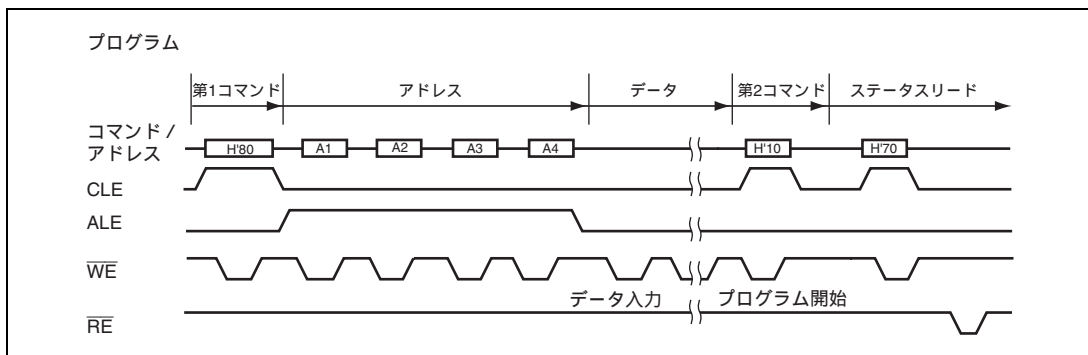 プログラム
第1コマンド アドレス データ 第2コマンド ステータスリード
コマンド /
アドレス
H'80 A1 A2 A3 A4 H'10 H'70
CLE
ALE
WE
データ入力 プログラム開始
RE